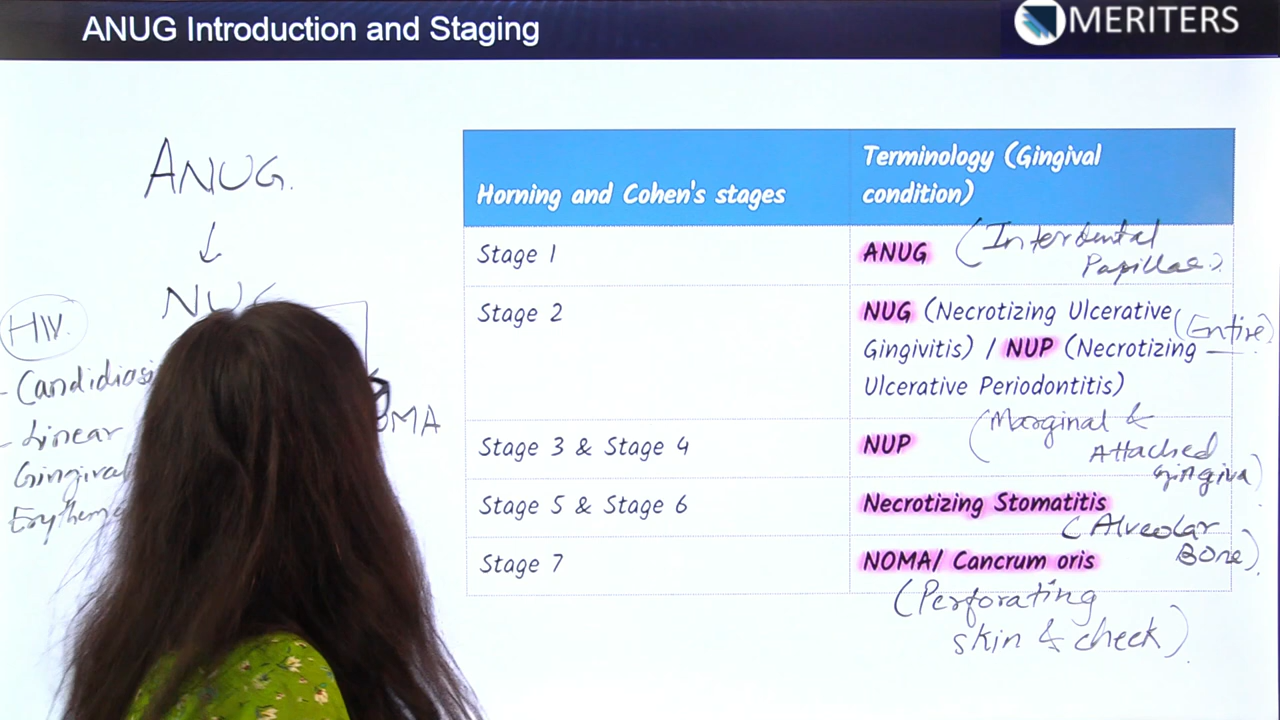 ANUG Introduction and Staging
MERITERS
ANUG.
NUG
HIV.
- Candidiasi
- Linear
Gingival
Erythem
OMA
Horning and Cohen's stages
Terminology (Gingival
condition)
Stage 1
ANUG (Interdental
Papillae)
Stage 2
NUG (Necrotizing Ulcerative (Entire)
Gingivitis) / NUP (Necrotizing
Ulcerative Periodontitis)
Stage 3 & Stage 4
NUP (Marginal &
Attached
gingiva)
Stage 5 & Stage 6
Necrotizing Stomatitis
(Alveolar
Bone).
Stage 7
NOMA/ Cancrum oris
(Perforating
skin & cheek).